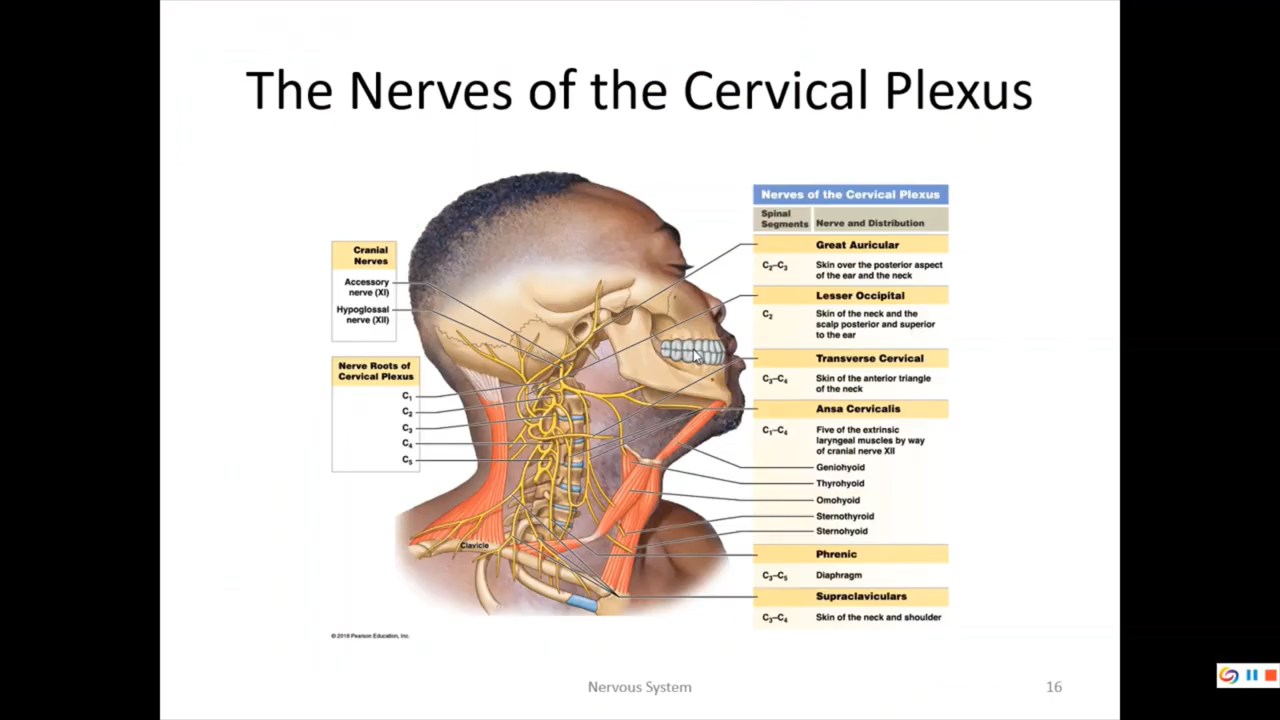 The Nerves of the Cervical Plexus
Cranial
Nerves
Accessory
nerve (XI)
Hypoglossal
nerve (XII)
Nerve Roots of
Cervical Plexus
C₁
C₂
C₃
C₄
C₅
Clavicle
Nerves of the Cervical Plexus
Spinal
Segments
Nerve and Distribution
Great Auricular
C₂–C₃
Skin over the posterior aspect
of the ear and the neck
Lesser Occipital
C₂
Skin of the neck and the
scalp posterior and superior
to the ear
Transverse Cervical
C₃–C₄
Skin of the anterior triangle
of the neck
Ansa Cervicalis
C₁–C₄
Five of the extrinsic
laryngeal muscles by way
of cranial nerve XII
Geniohyoid
Thyrohyoid
Omohyoid
Sternothyroid
Sternohyoid
Phrenic
C₃–C₅
Diaphragm
Supraclaviculars
C₃–C₄
Skin of the neck and shoulder
© 2018 Pearson Education, Inc.
Nervous System
16